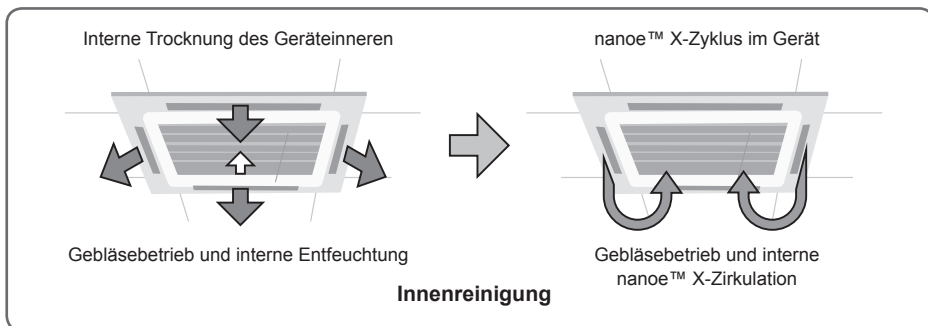 Interne Trocknung des Geräteinneren
nanoe™ X-Zyklus im Gerät
Gebläsebetrieb und interne Entfeuchtung
Gebläsebetrieb und interne
nanoe™ X-Zirkulation
Innenreinigung